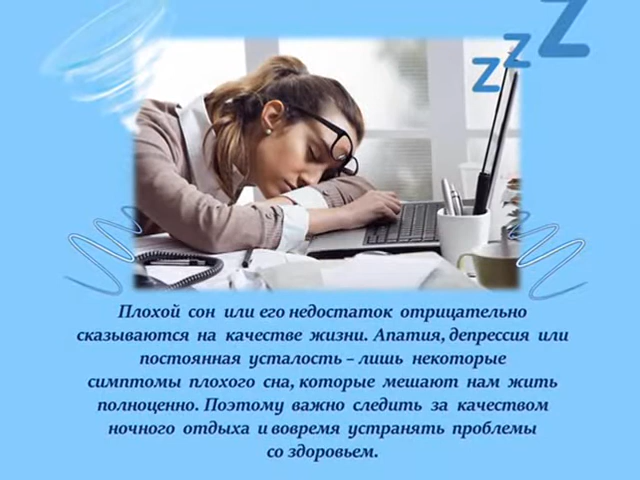 ZZZ
Плохой сон или его недостаток отрицательно
сказываются на качестве жизни. Апатия, депрессия или
постоянная усталость – лишь некоторые
симптомы плохого сна, которые мешают нам жить
полноценно. Поэтому важно следить за качеством
ночного отдыха и вовремя устранять проблемы
со здоровьем.